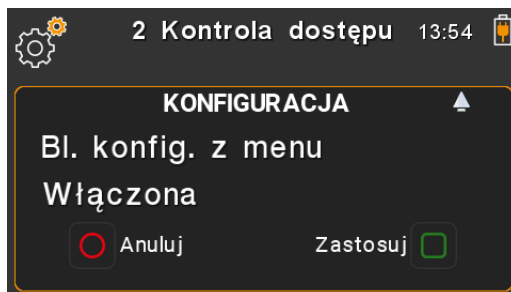 2 Kontrola dostępu 13:54
KONFIGURACJA
Bl. konfig. z menu
Włączona
Anuluj Zastosuj